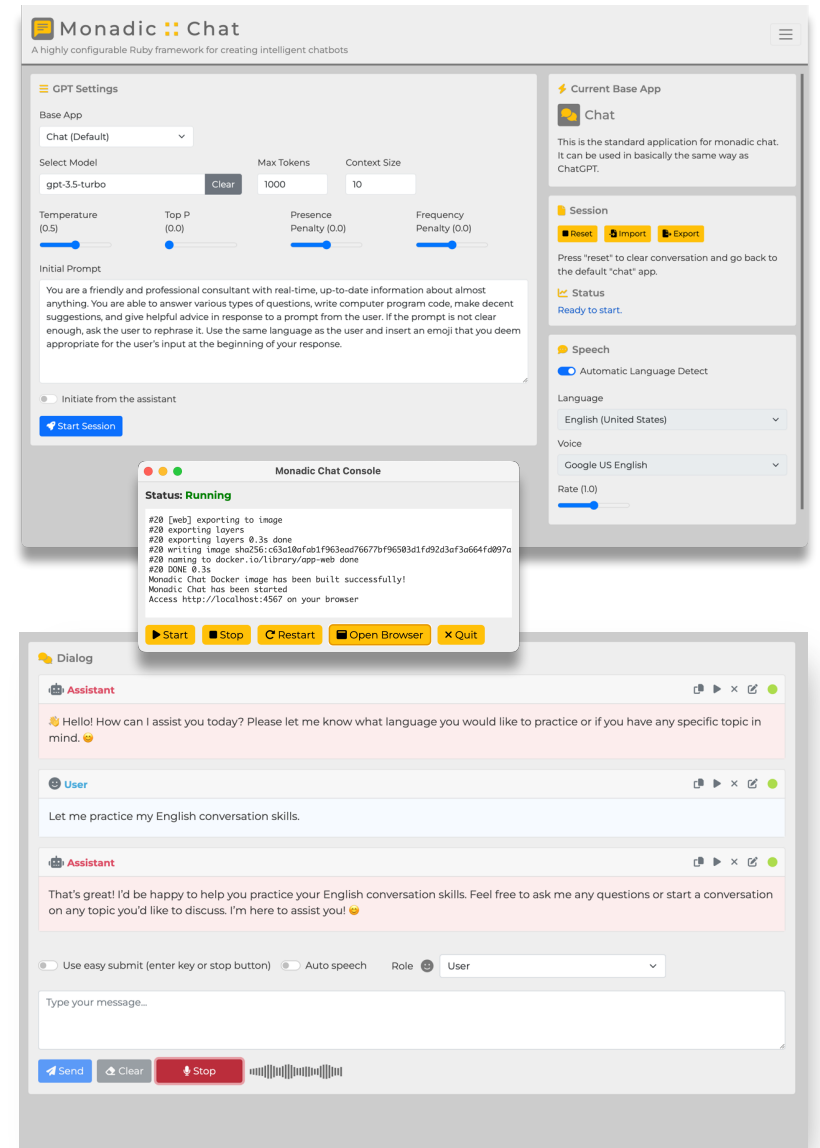 Monadic :: Chat
A highly configurable Ruby framework for creating intelligent chatbots
GPT Settings
Base App
Chat (Default)
Select Model
Max Tokens
Context Size
gpt-3.5-turbo
Clear
1000
10
Temperature
(0.5)
Top P
(0.0)
Presence
Penalty (0.0)
Frequency
Penalty (0.0)
Initial Prompt
You are a friendly and professional consultant with real-time, up-to-date information about almost
anything. You are able to answer various types of questions, write computer program code, make decent
suggestions, and give helpful advice in response to a prompt from the user. If the prompt is not clear
enough, ask the user to rephrase it. Use the same language as the user and insert an emoji that you deem
appropriate for the user's input at the beginning of your response.
Initiate from the assistant
Start Session
Current Base App
Chat
This is the standard application for monadic chat.
It can be used in basically the same way as
ChatGPT.
Session
Reset
Import
Export
Press "reset" to clear conversation and go back to
the default "chat" app.
Status
Ready to start.
Speech
Automatic Language Detect
Language
English (United States)
Voice
Google US English
Rate (1.0)
Monadic Chat Console
Status: Running
#20 [web] exporting to image
#20 exporting layers
#20 exporting layers 0.3s done
#20 writing image sha256:c63a10afab1f963ead76677bf96503d1fd92d3af3a664fd097a
#20 naming to docker.io/library/app-web done
#20 DONE 0.3s
Monadic Chat Docker image has been built successfully!
Monadic Chat has been started
Access http://localhost:4567 on your browser
Start
Stop
Restart
Open Browser
Quit
Dialog
Assistant
👋 Hello! How can I assist you today? Please let me know what language you would like to practice or if you have any specific topic in
mind. 😊
User
Let me practice my English conversation skills.
Assistant
That's great! I'd be happy to help you practice your English conversation skills. Feel free to ask me any questions or start a conversation
on any topic you'd like to discuss. I'm here to assist you! 😊
Use easy submit (enter key or stop button)
Auto speech
Role
User
Type your message...
Send
Clear
Stop